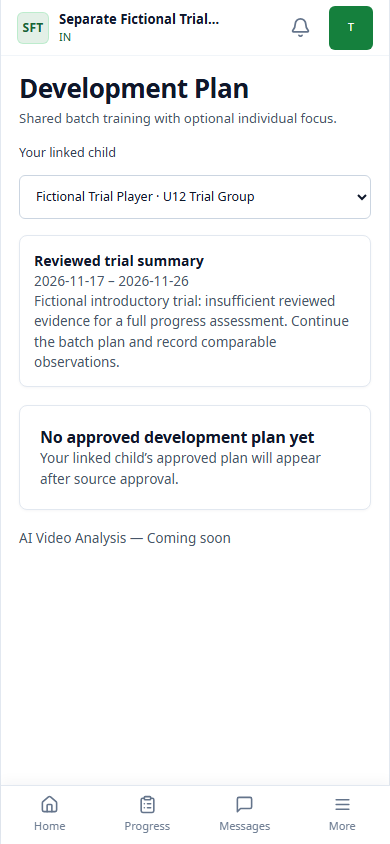 SFT
Separate Fictional Trial...
IN
T
Development Plan
Shared batch training with optional individual focus.
Your linked child
Fictional Trial Player · U12 Trial Group
Reviewed trial summary
2026-11-17 – 2026-11-26
Fictional introductory trial: insufficient reviewed
evidence for a full progress assessment. Continue
the batch plan and record comparable
observations.
No approved development plan yet
Your linked child’s approved plan will appear
after source approval.
AI Video Analysis — Coming soon
Home
Progress
Messages
More